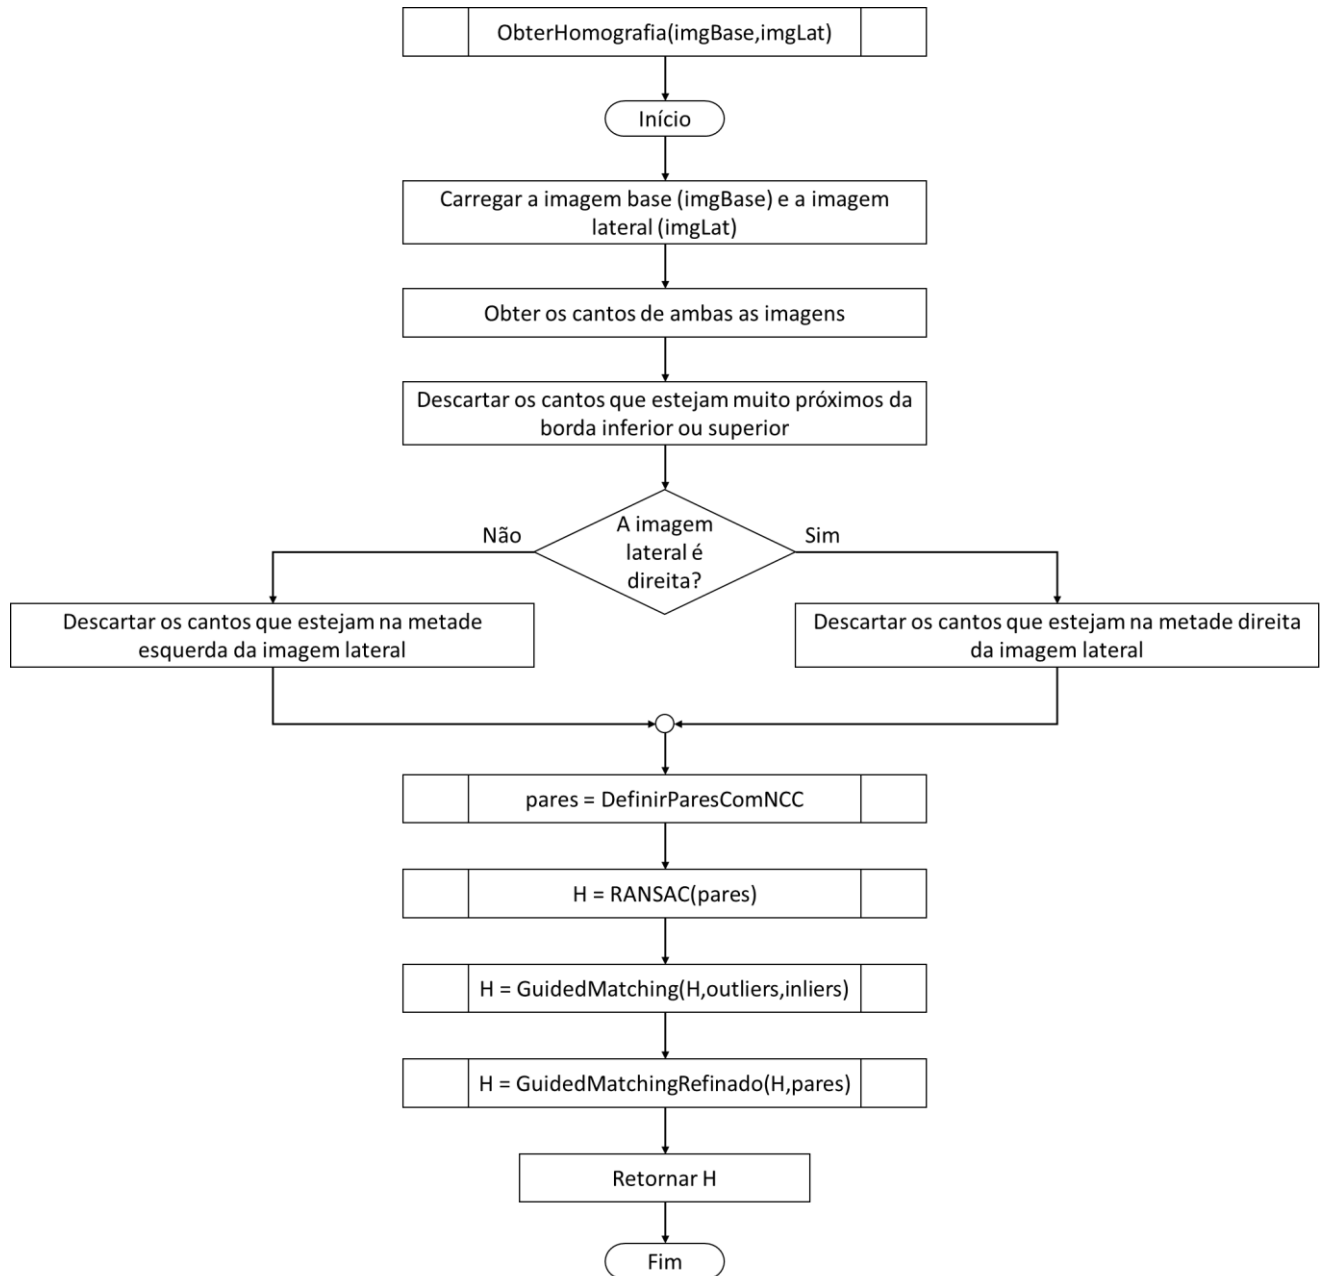 ObterHomografia(imgBase,imgLat)
Início
Carregar a imagem base (imgBase) e a imagem
lateral (imgLat)
Obter os cantos de ambas as imagens
Descartar os cantos que estejam muito próximos da
borda inferior ou superior
A imagem
lateral é
direita?
Não
Sim
Descartar os cantos que estejam na metade
esquerda da imagem lateral
Descartar os cantos que estejam na metade direita
da imagem lateral
pares = DefinirParesComNCC
H = RANSAC(pares)
H = GuidedMatching(H,outliers,inliers)
H = GuidedMatchingRefinado(H,pares)
Retornar H
Fim